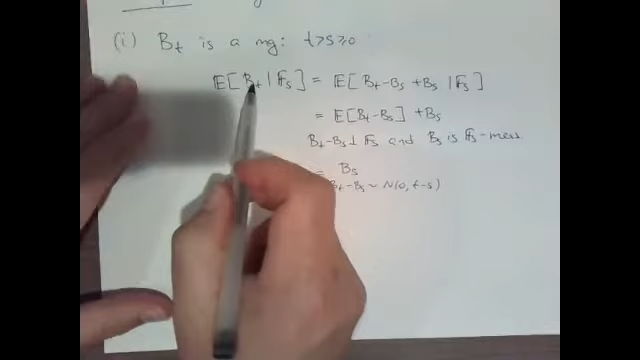 (i) B_t is a mg: t>s≥0
E[B_t | F_s] = E[B_t-B_s +B_s | F_s]
= E[B_t-B_s] +B_s
B_t-B_s ⊥ F_s and B_s is F_s-meas
= B_s
B_t-B_s ~ N(0, t-s)